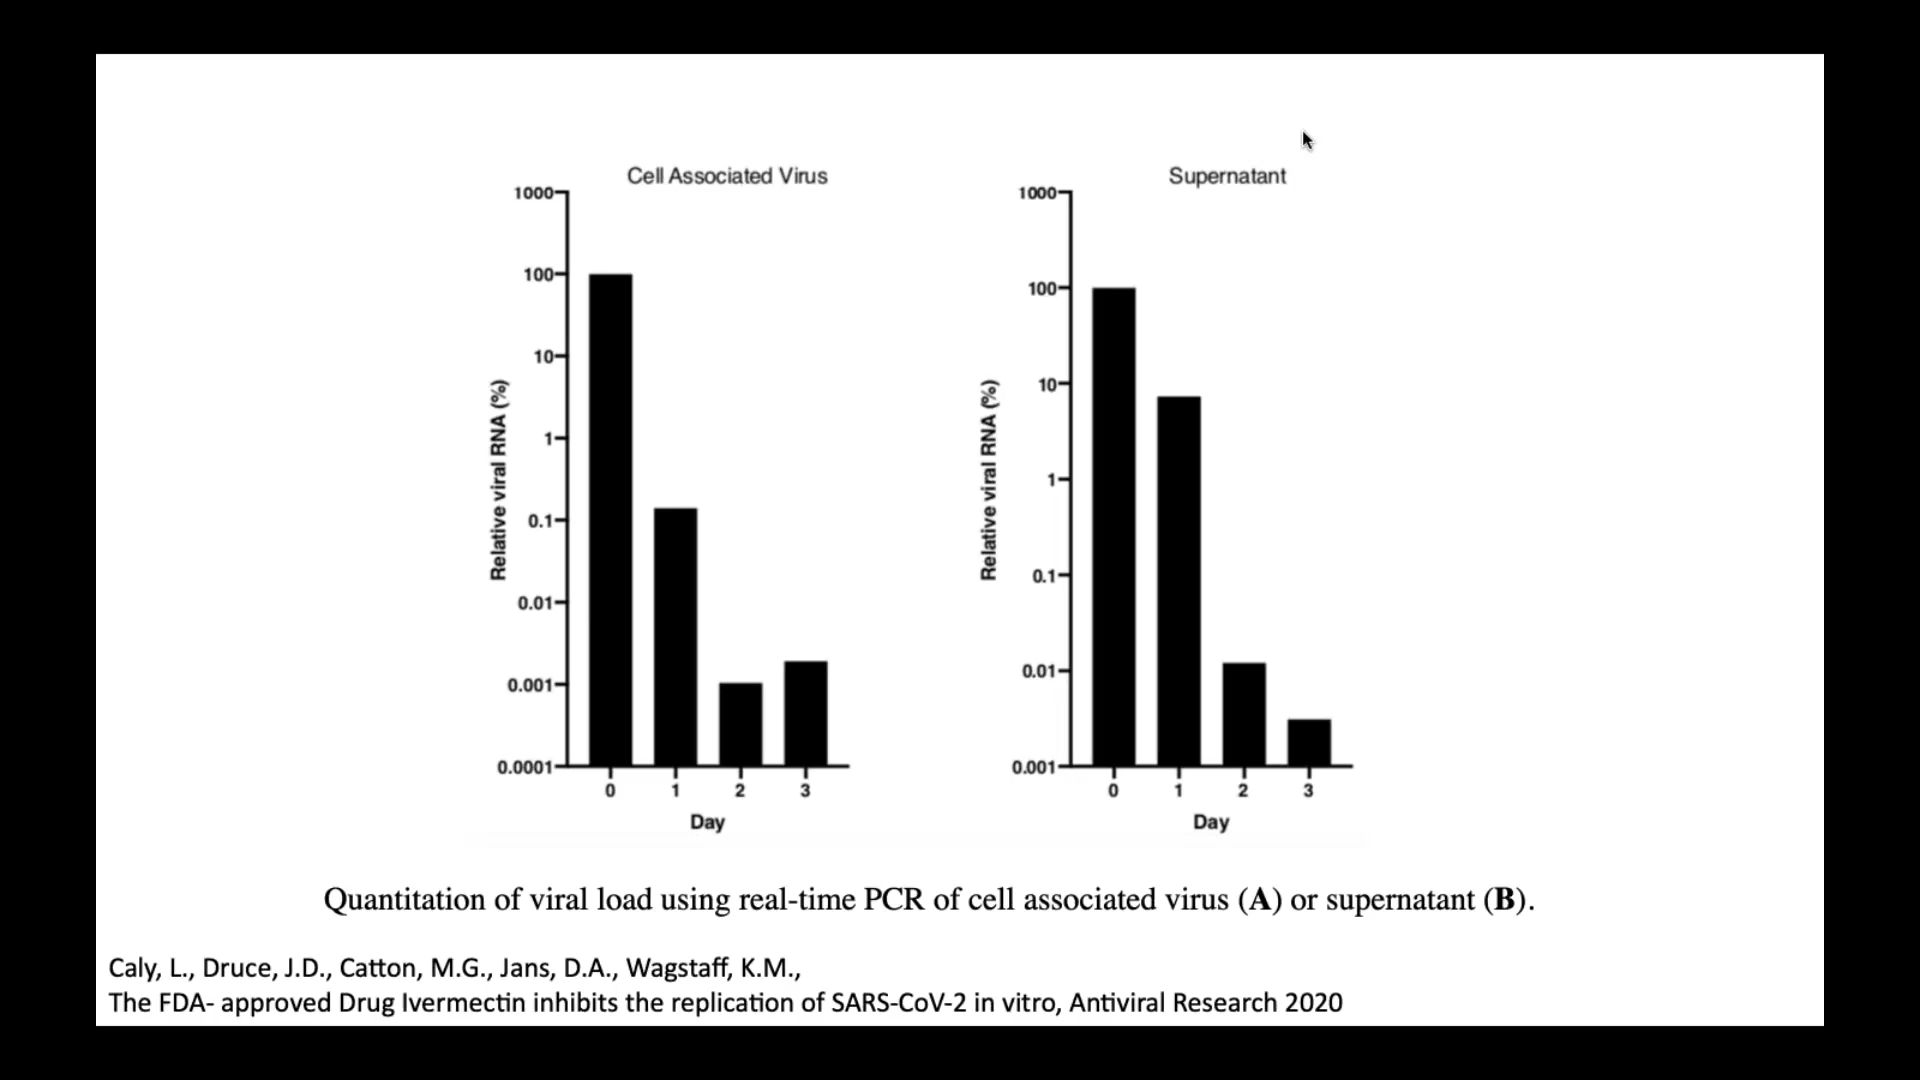 Cell Associated Virus
1000
100
10
1
0.1
0.01
0.001
0.0001
Relative viral RNA (%)
0 1 2 3
Day
Supernatant
1000
100
10
1
0.1
0.01
0.001
Relative viral RNA (%)
0 1 2 3
Day
Quantitation of viral load using real-time PCR of cell associated virus (A) or supernatant (B).
Caly, L., Druce, J.D., Catton, M.G., Jans, D.A., Wagstaff, K.M.,
The FDA- approved Drug Ivermectin inhibits the replication of SARS-CoV-2 in vitro, Antiviral Research 2020